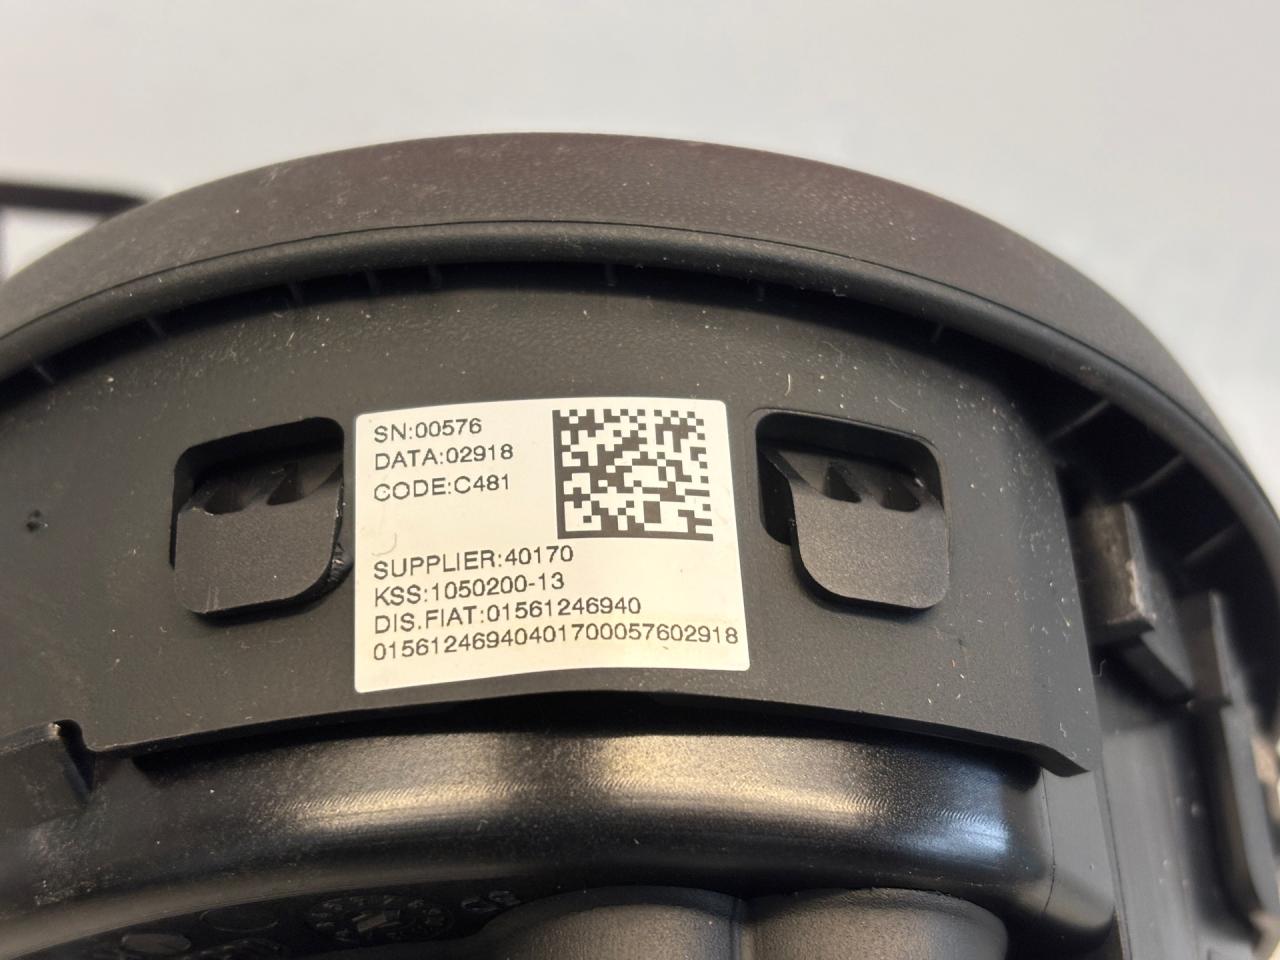 SN:00576
DATA:02918
CODE:C481
SUPPLIER:40170
KSS:1050200-13
DIS.FIAT:01561246940
01561246940401700057602918